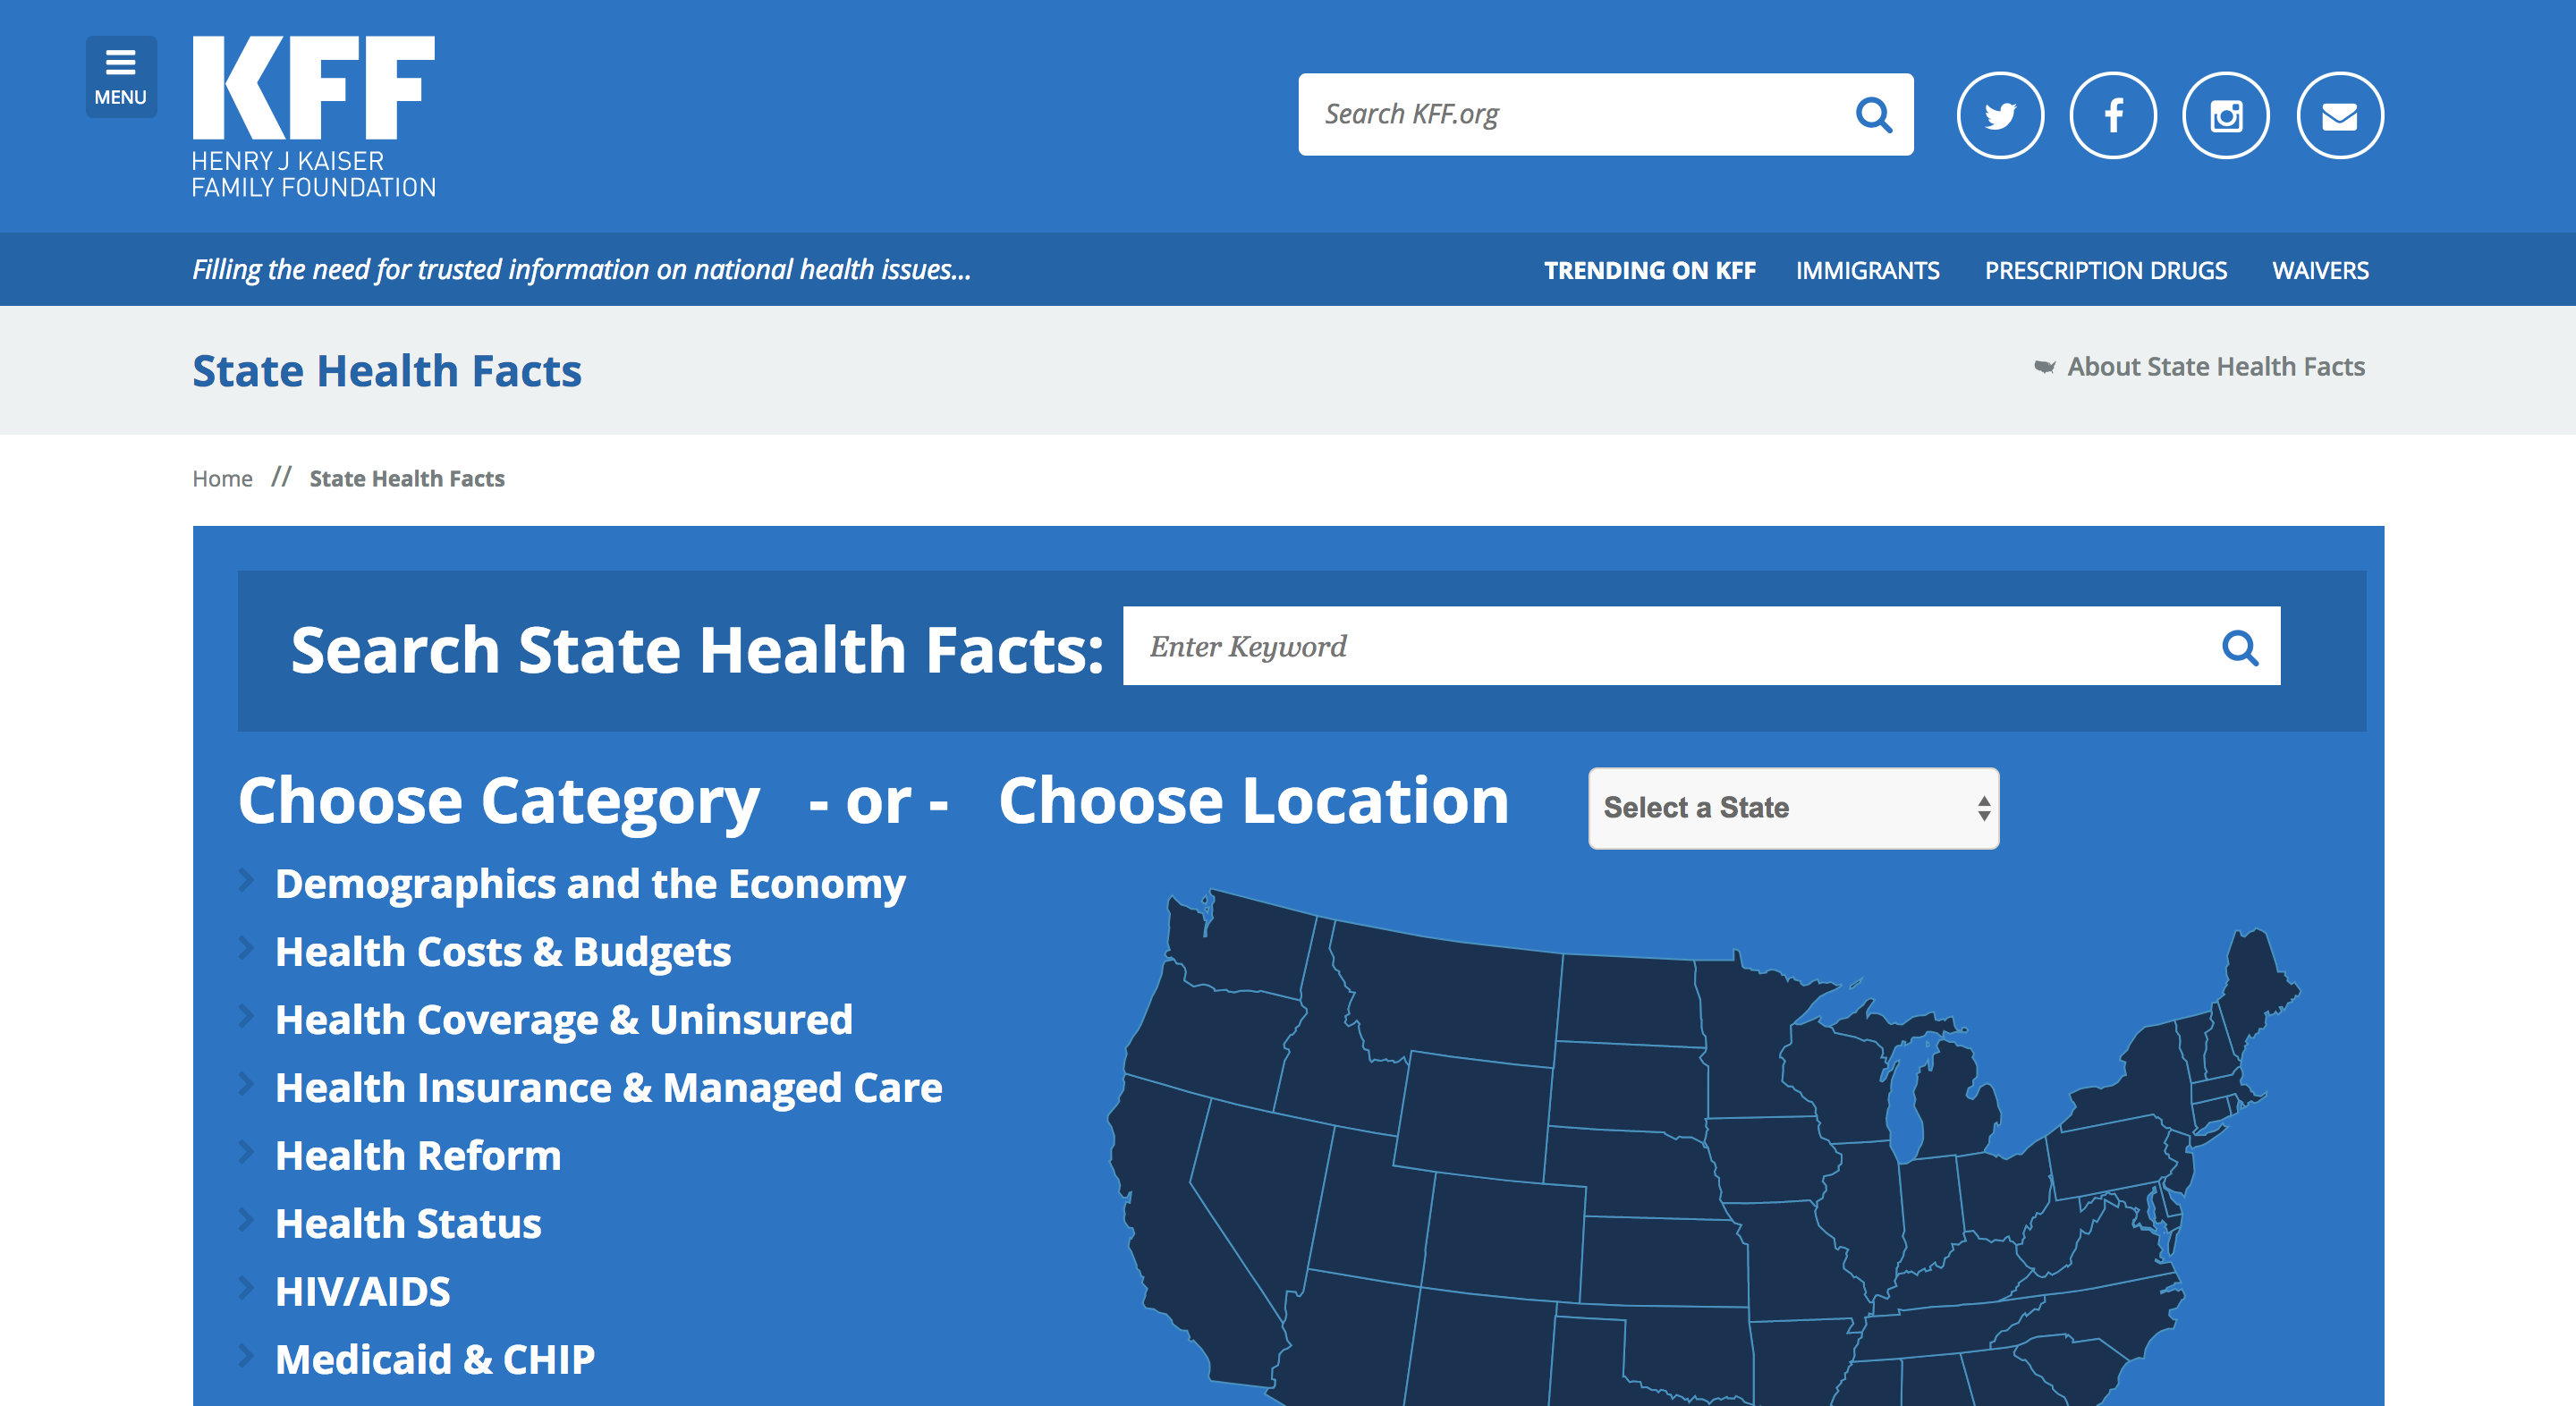 MENU
KFF
HENRY J KAISER
FAMILY FOUNDATION
Search KFF.org
Filling the need for trusted information on national health issues...
TRENDING ON KFF IMMIGRANTS PRESCRIPTION DRUGS WAIVERS
State Health Facts
About State Health Facts
Home // State Health Facts
Search State Health Facts: Enter Keyword
Choose Category - or - Choose Location Select a State
Demographics and the Economy
Health Costs & Budgets
Health Coverage & Uninsured
Health Insurance & Managed Care
Health Reform
Health Status
HIV/AIDS
Medicaid & CHIP